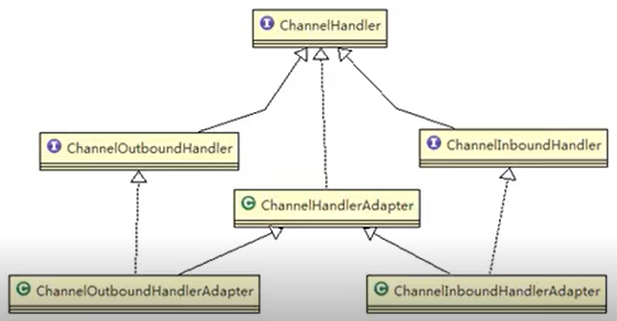 I ChannelHandler
I ChannelOutboundHandler
I ChannelInboundHandler
C ChannelHandlerAdapter
C ChannelOutboundHandlerAdapter
C ChannelInboundHandlerAdapter